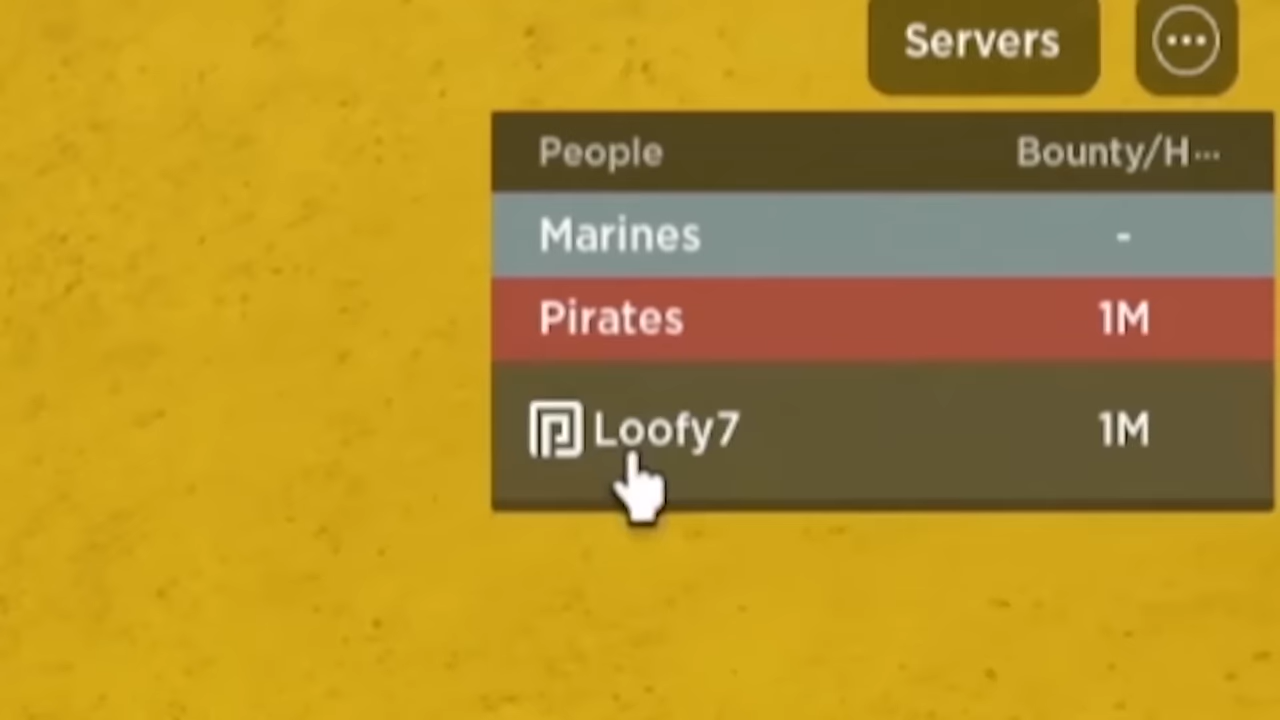 Servers
People Bounty/H...
Marines -
Pirates 1M
Loofy7 1M